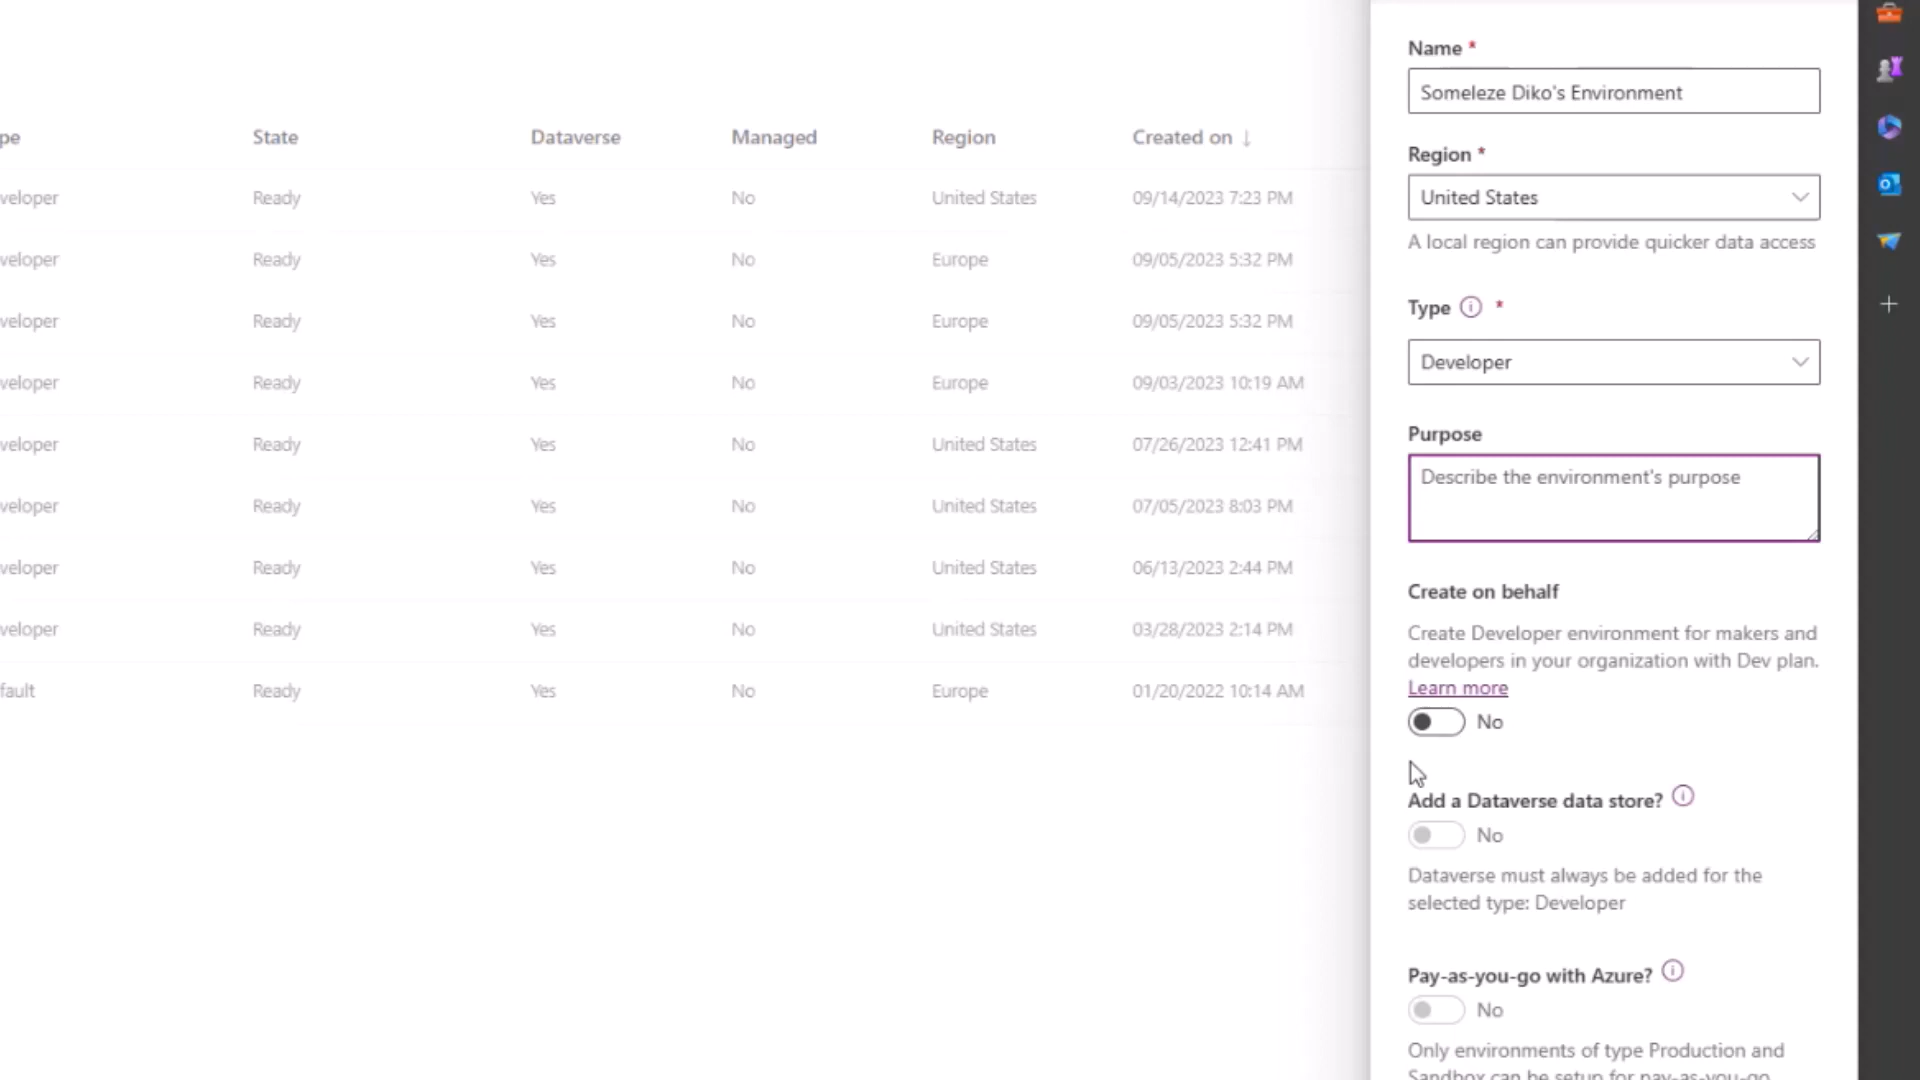 pe State Dataverse Managed Region Created on ↓
veloper Ready Yes No United States 09/14/2023 7:23 PM
veloper Ready Yes No Europe 09/05/2023 5:32 PM
veloper Ready Yes No Europe 09/05/2023 5:32 PM
veloper Ready Yes No Europe 09/03/2023 10:19 AM
veloper Ready Yes No United States 07/26/2023 12:41 PM
veloper Ready Yes No United States 07/05/2023 8:03 PM
veloper Ready Yes No United States 06/13/2023 2:44 PM
veloper Ready Yes No United States 03/28/2023 2:14 PM
fault Ready Yes No Europe 01/20/2022 10:14 AM
Name *
Someleze Diko's Environment
Region *
United States
A local region can provide quicker data access
Type *
Developer
Purpose
Describe the environment's purpose
Create on behalf
Create Developer environment for makers and
developers in your organization with Dev plan.
Learn more
No
Add a Dataverse data store?
No
Dataverse must always be added for the
selected type: Developer
Pay-as-you-go with Azure?
No
Only environments of type Production and
Sandbox can be setup for pay-as-you-go